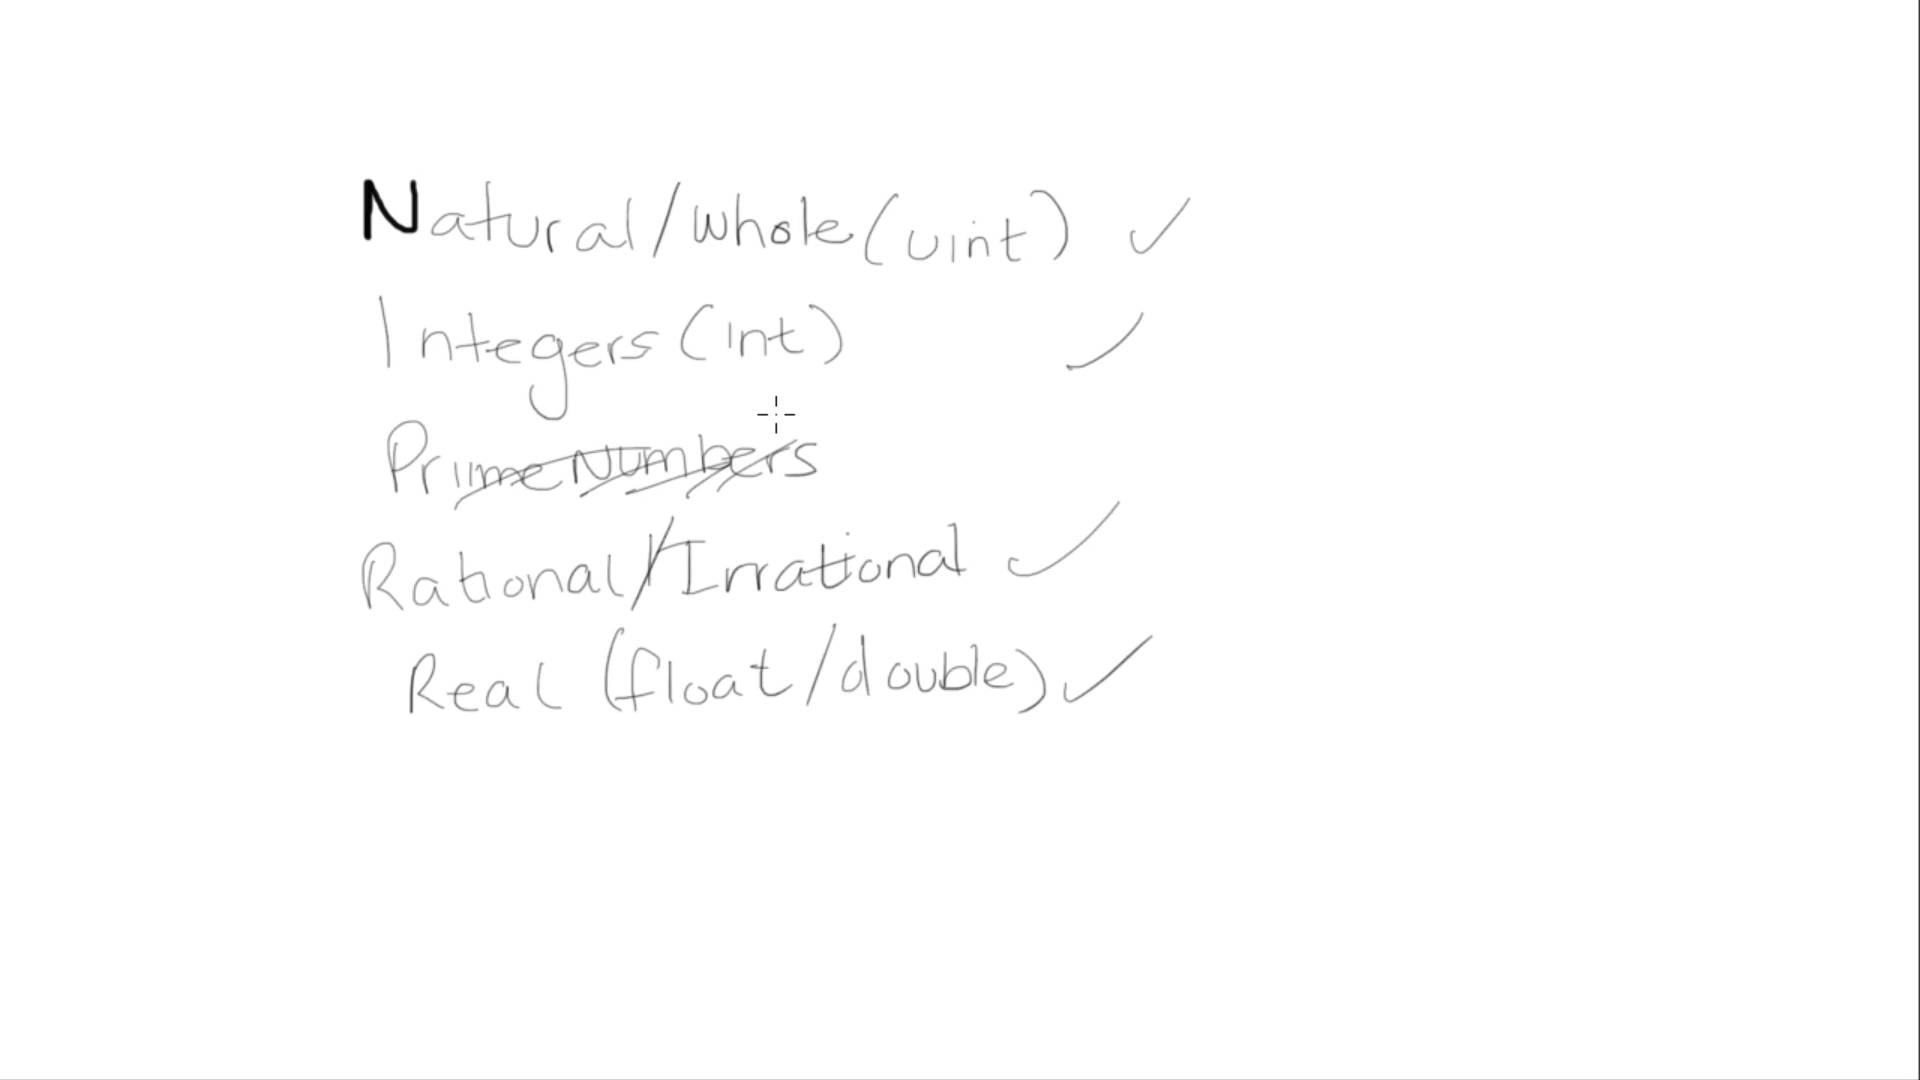 Natural/whole(uint) ✓
Integers(int) ✓
Prime Numbers
Rational/Irrational ✓
Real (float/double) ✓